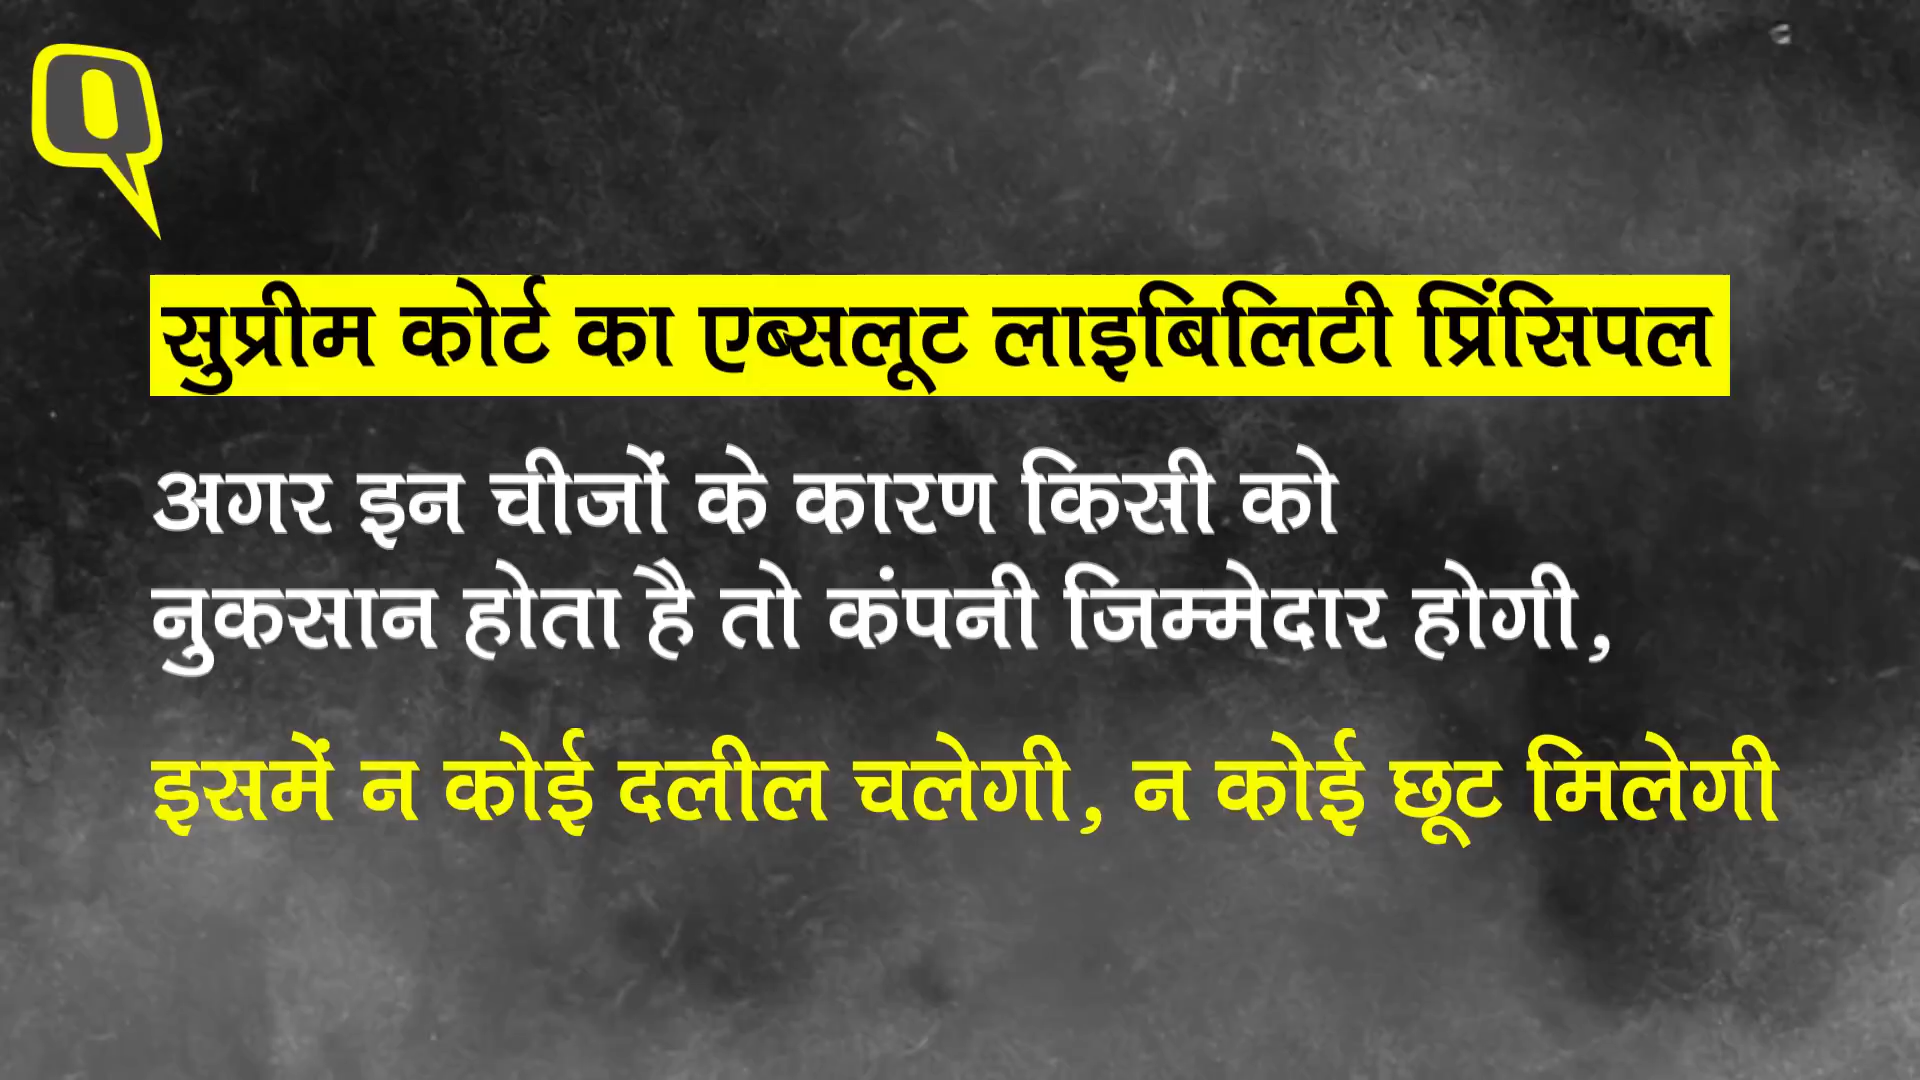 सुप्रीम कोर्ट का एब्सलूट लाइबिलिटी प्रिंसिपल
अगर इन चीजों के कारण किसी को
नुकसान होता है तो कंपनी जिम्मेदार होगी,
इसमें न कोई दलील चलेगी, न कोई छूट मिलेगी